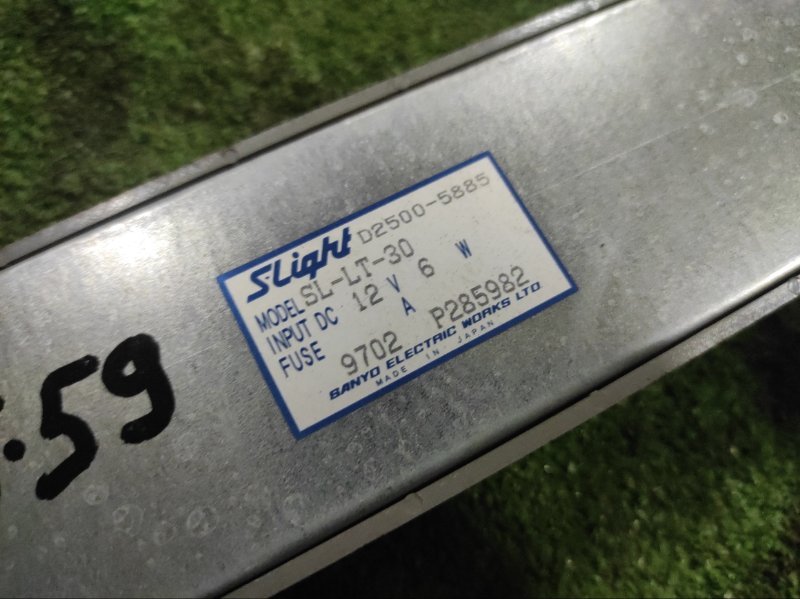 SLight D2500-5885
MODEL SL-LT-30
INPUT DC 12 V 6 W
FUSE A
9702 P285982
SANYO ELECTRIC WORKS LTD
MADE IN JAPAN
59